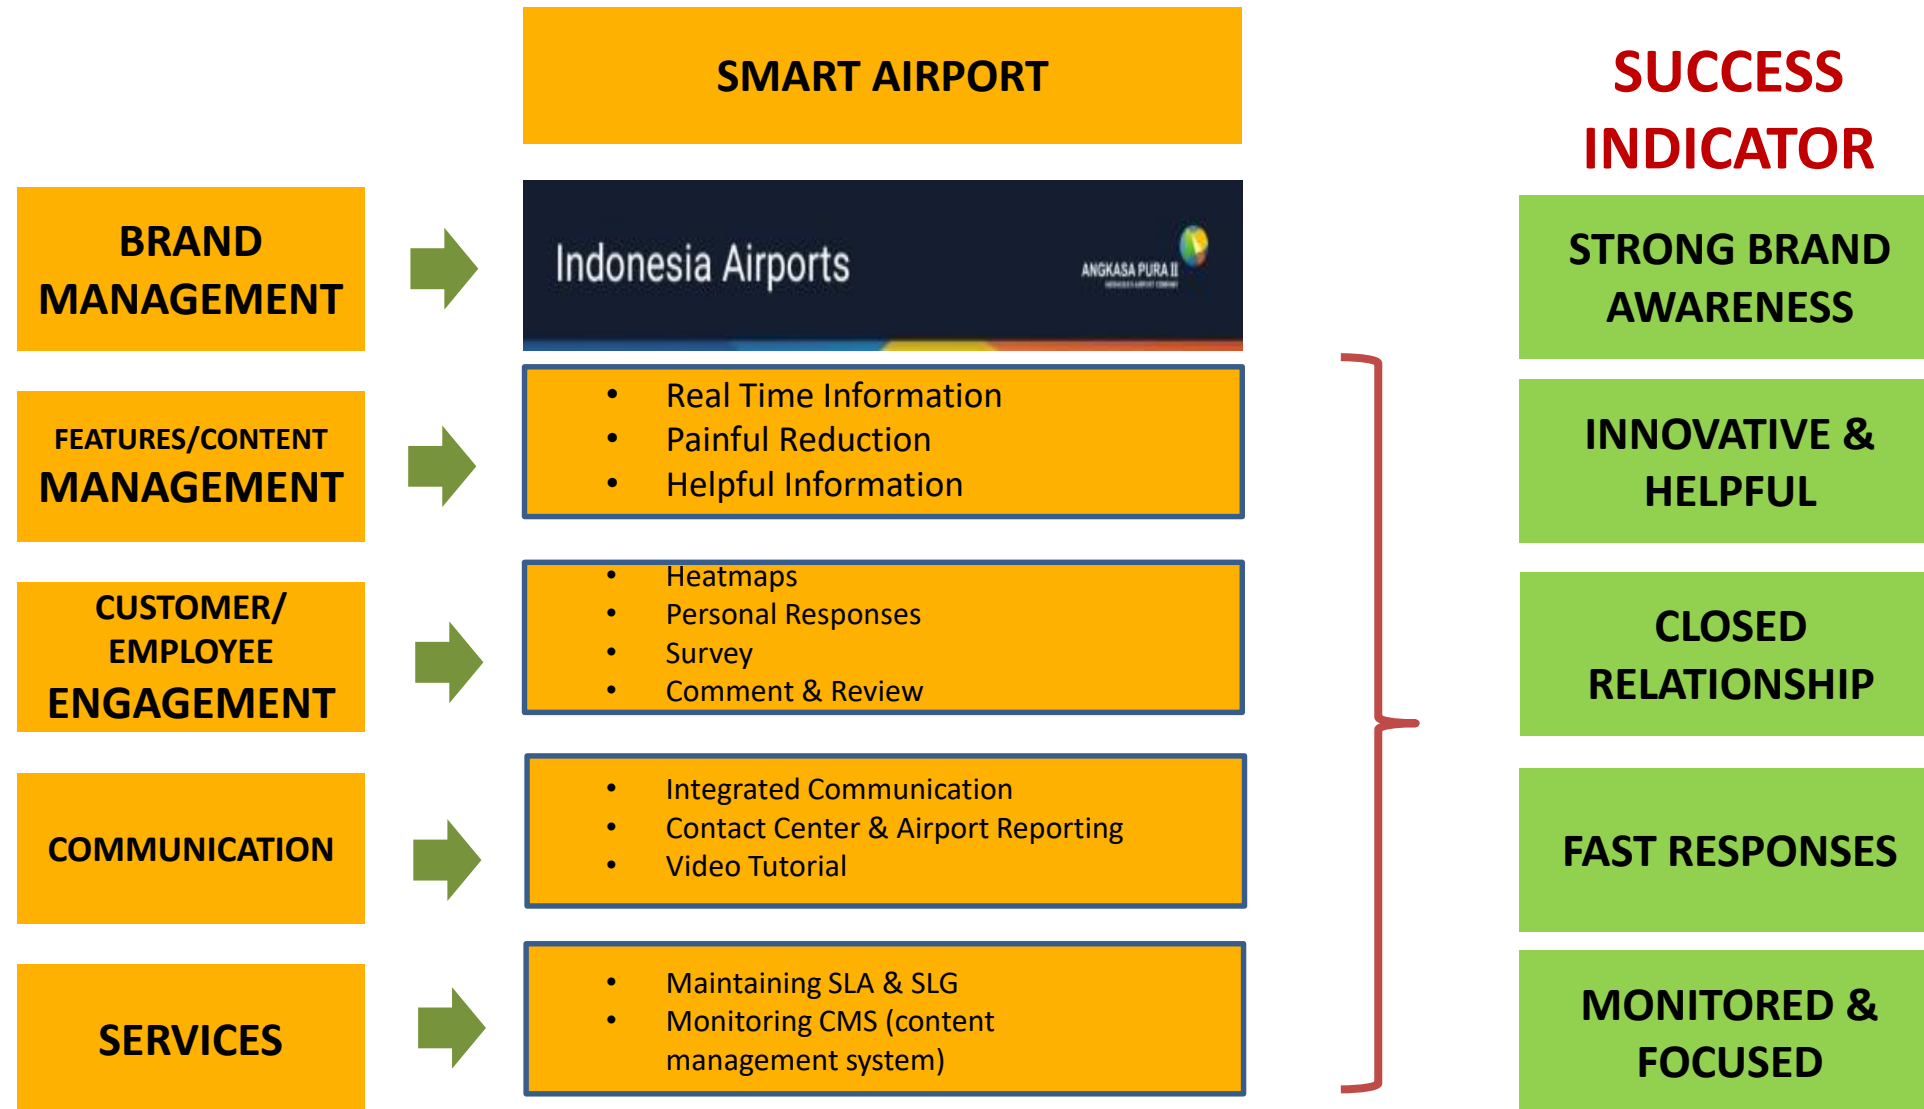 SMART AIRPORT
SUCCESS
INDICATOR
BRAND
MANAGEMENT
Indonesia Airports
ANGKASA PURA II
STRONG BRAND
AWARENESS
FEATURES/CONTENT
MANAGEMENT
• Real Time Information
• Painful Reduction
• Helpful Information
INNOVATIVE &
HELPFUL
CUSTOMER/
EMPLOYEE
ENGAGEMENT
• Heatmaps
• Personal Responses
• Survey
• Comment & Review
CLOSED
RELATIONSHIP
COMMUNICATION
• Integrated Communication
• Contact Center & Airport Reporting
• Video Tutorial
FAST RESPONSES
SERVICES
• Maintaining SLA & SLG
• Monitoring CMS (content
management system)
MONITORED &
FOCUSED